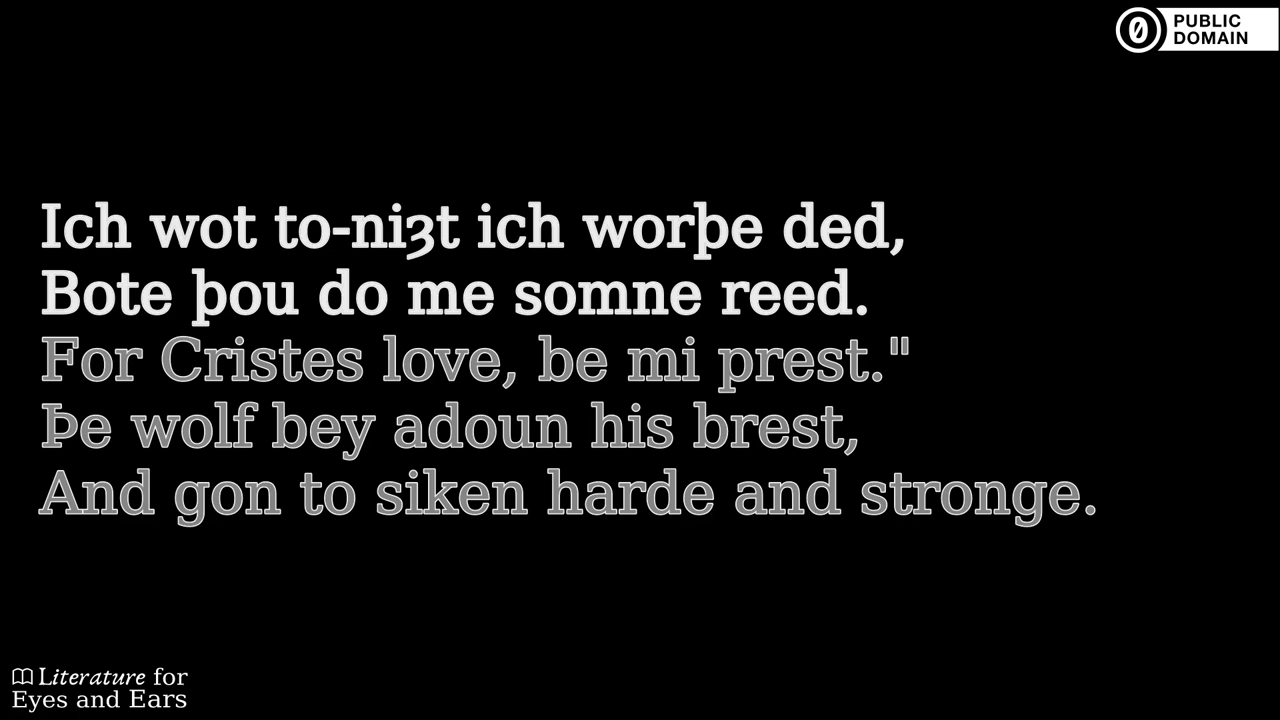 PUBLIC
DOMAIN
Ich wot to-niȝt ich worþe ded,
Bote þou do me somne reed.
For Cristes love, be mi prest."
Þe wolf bey adoun his brest,
And gon to siken harde and stronge.
Literature for
Eyes and Ears